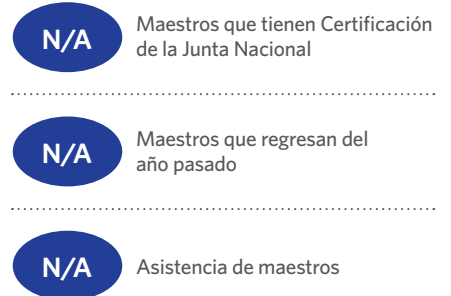 N/A
Maestros que tienen Certificación
de la Junta Nacional
N/A
Maestros que regresan del
año pasado
N/A
Asistencia de maestros